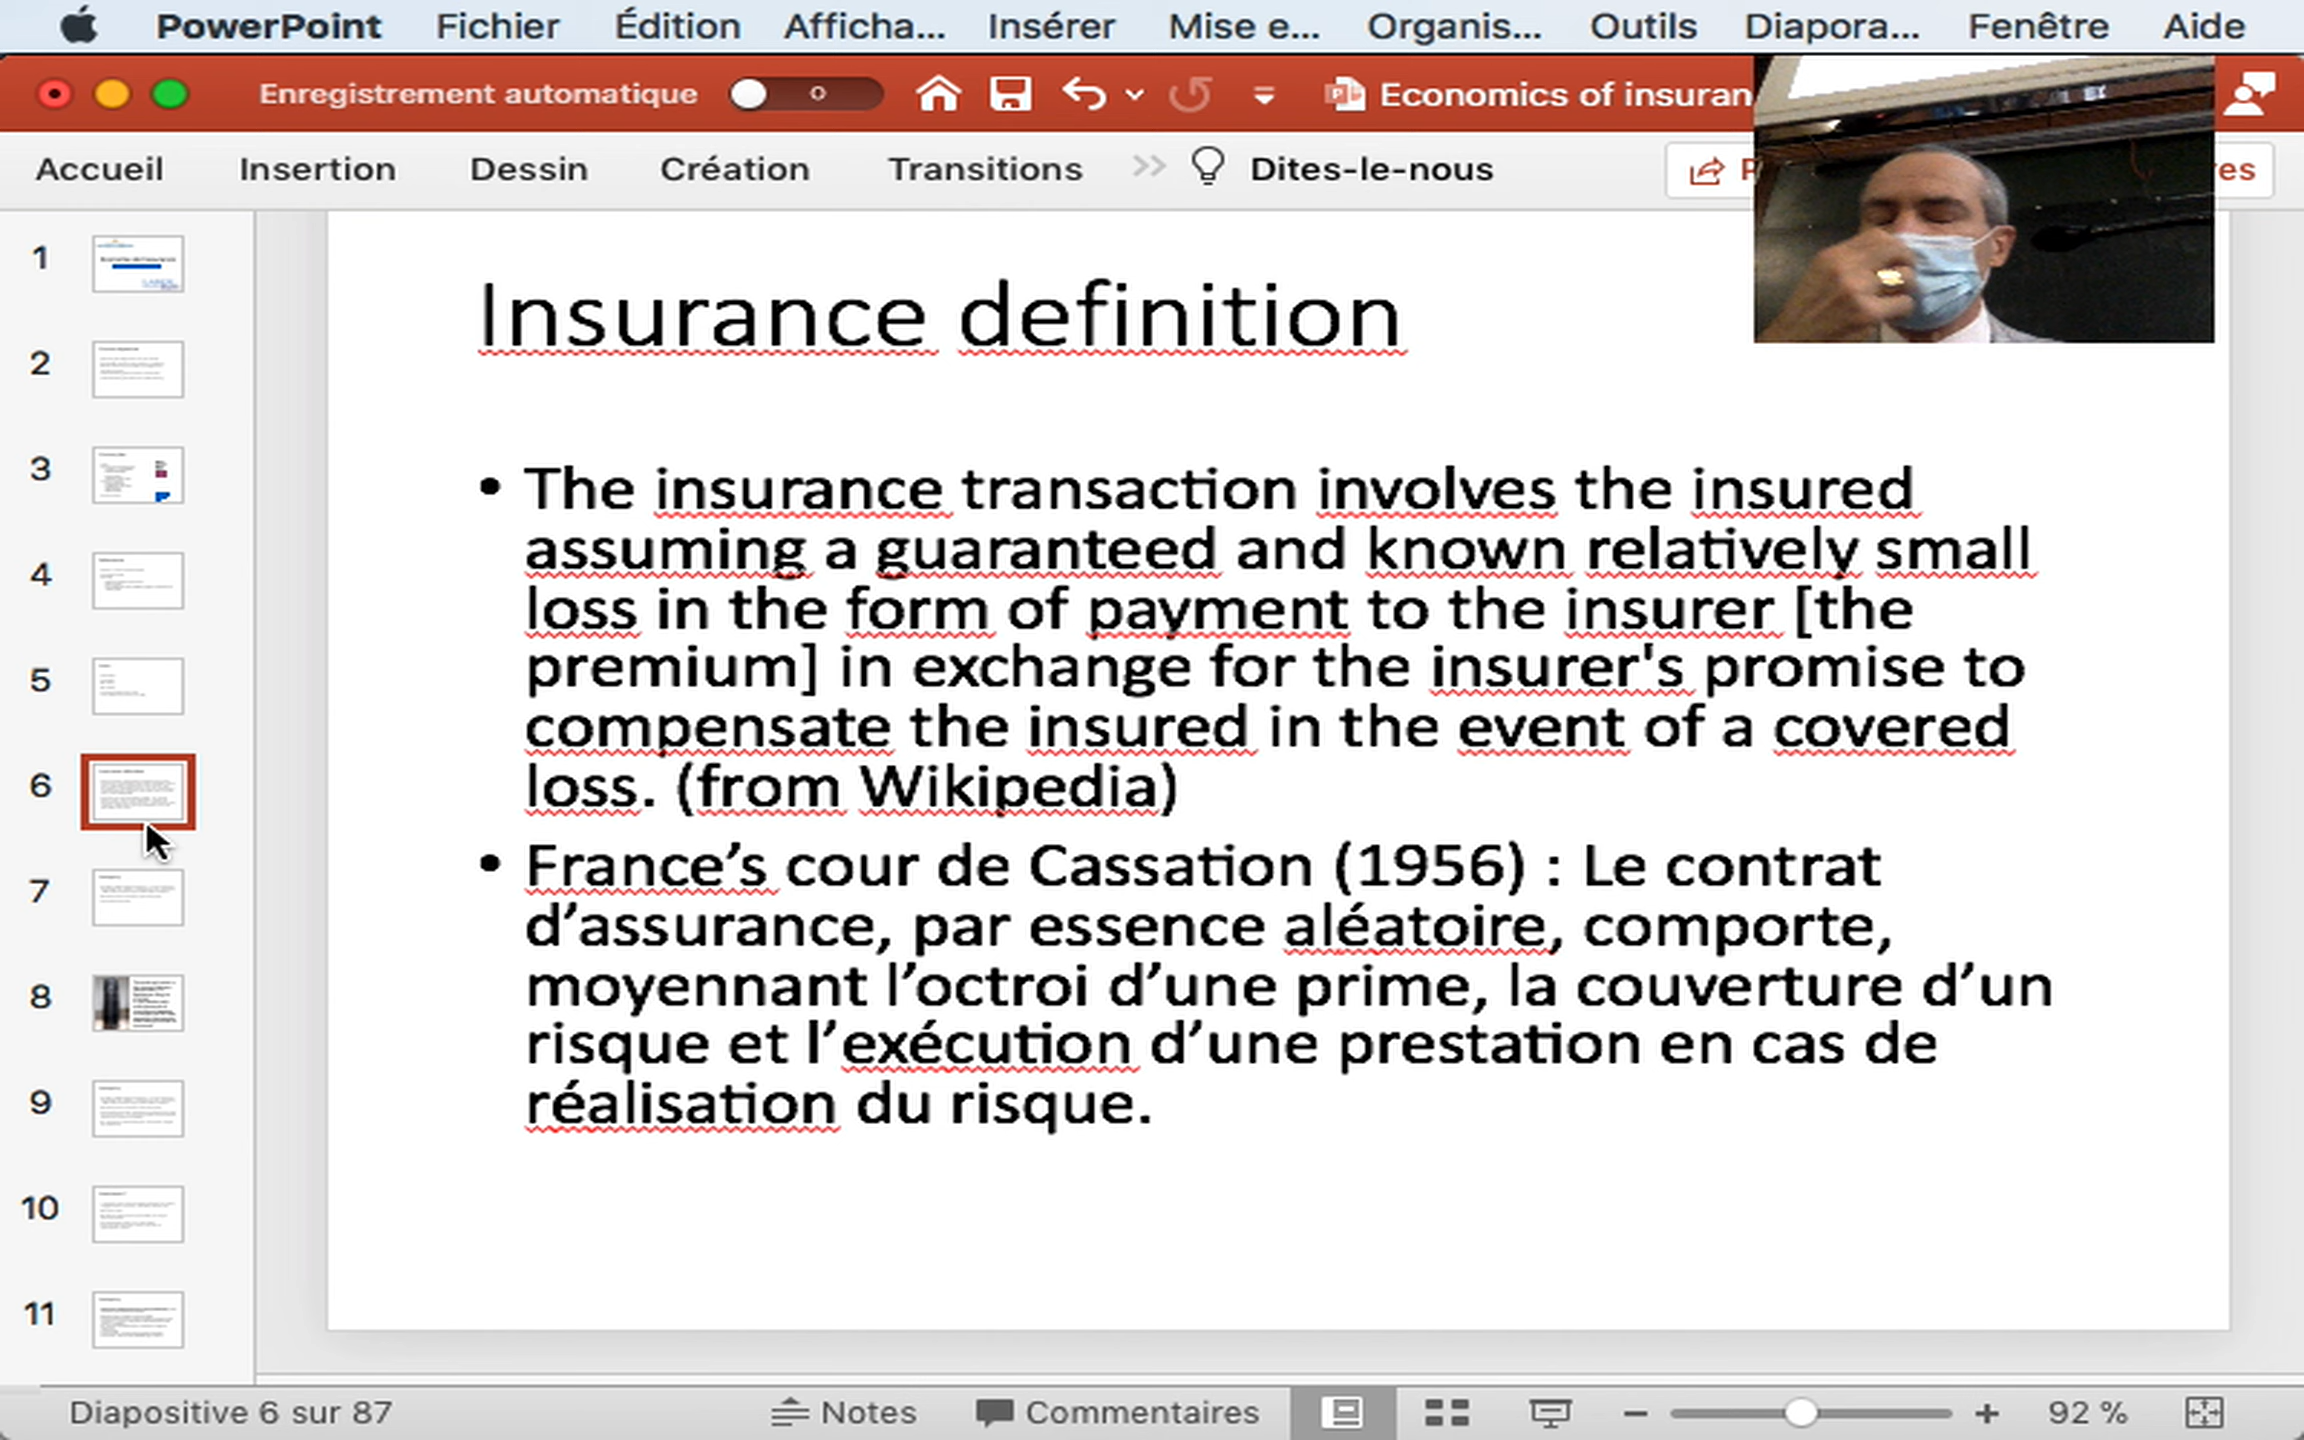 PowerPoint Fichier Édition Afficha... Insérer Mise e... Organis... Outils Diapora... Fenêtre Aide
Enregistrement automatique Economics of insuran
Accueil Insertion Dessin Création Transitions Dites-le-nous
Insurance definition
• The insurance transaction involves the insured
assuming a guaranteed and known relatively small
loss in the form of payment to the insurer [the
premium] in exchange for the insurer's promise to
compensate the insured in the event of a covered
loss. (from Wikipedia)
• France’s cour de Cassation (1956) : Le contrat
d’assurance, par essence aléatoire, comporte,
moyennant l’octroi d’une prime, la couverture d’un
risque et l’exécution d’une prestation en cas de
réalisation du risque.
1
2
3
4
5
6
7
8
9
10
11
Diapositive 6 sur 87 Notes Commentaires 92 %